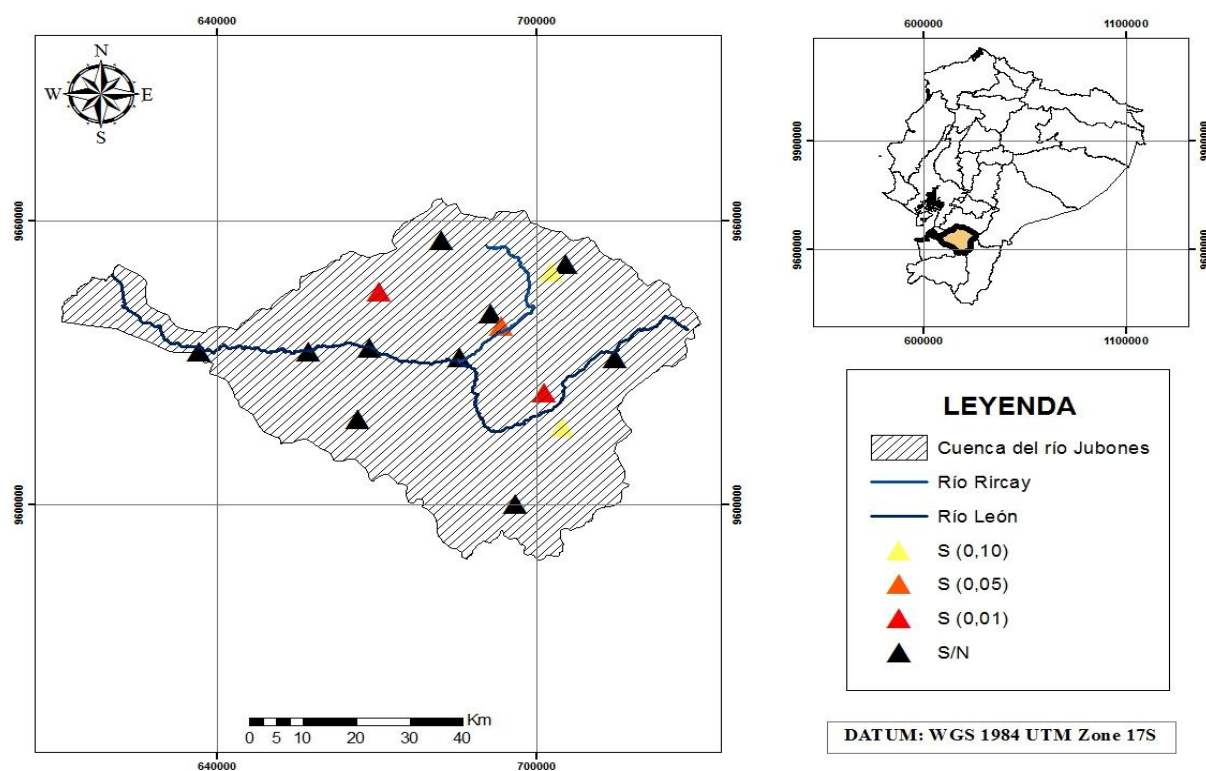 640000 700000
N
W E
S
9660000 9660000
9600000 9600000
Km
0 5 10 20 30 40
640000 700000
600000 1100000
9900000 9900000
9600000 9600000
600000 1100000
LEYENDA
Cuenca del río Jubones
Río Rircay
Río León
S (0,10)
S (0,05)
S (0,01)
S/N
DATUM: WGS 1984 UTM Zone 17S